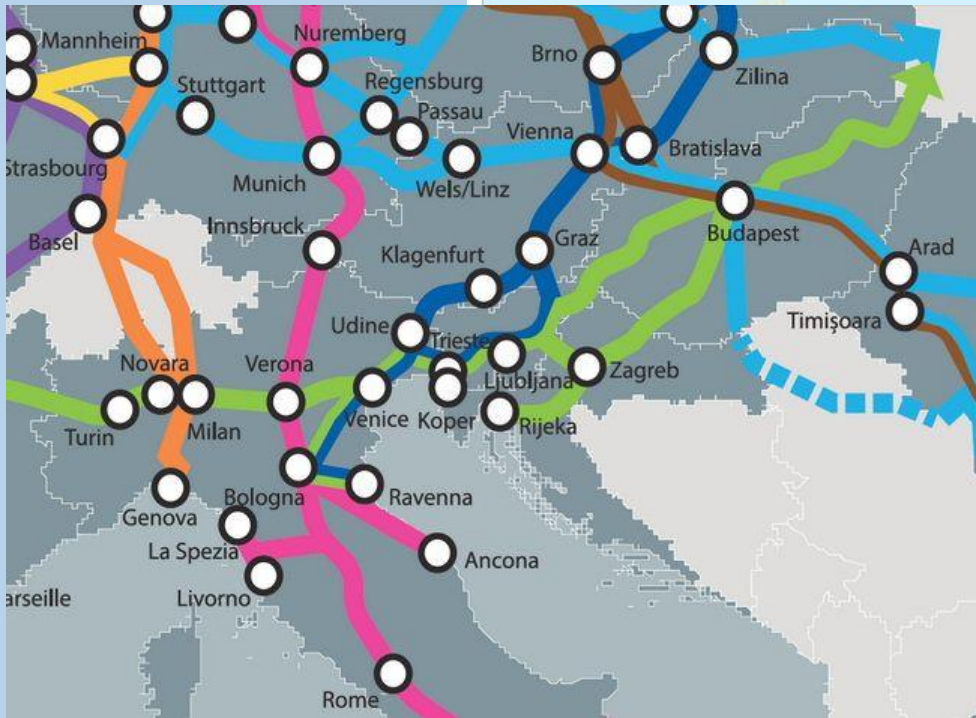 Mannheim
Nuremberg
Brno
Zilina
Stuttgart
Regensburg
Passau
Vienna
Bratislava
Strasbourg
Munich
Wels/Linz
Basel
Innsbruck
Klagenfurt
Graz
Budapest
Arad
Udine
Trieste
Timişoara
Novara
Verona
Ljubljana
Zagreb
Turin
Milan
Venice
Koper
Rijeka
Genova
Bologna
Ravenna
La Spezia
Ancona
Livorno
arseille
Rome